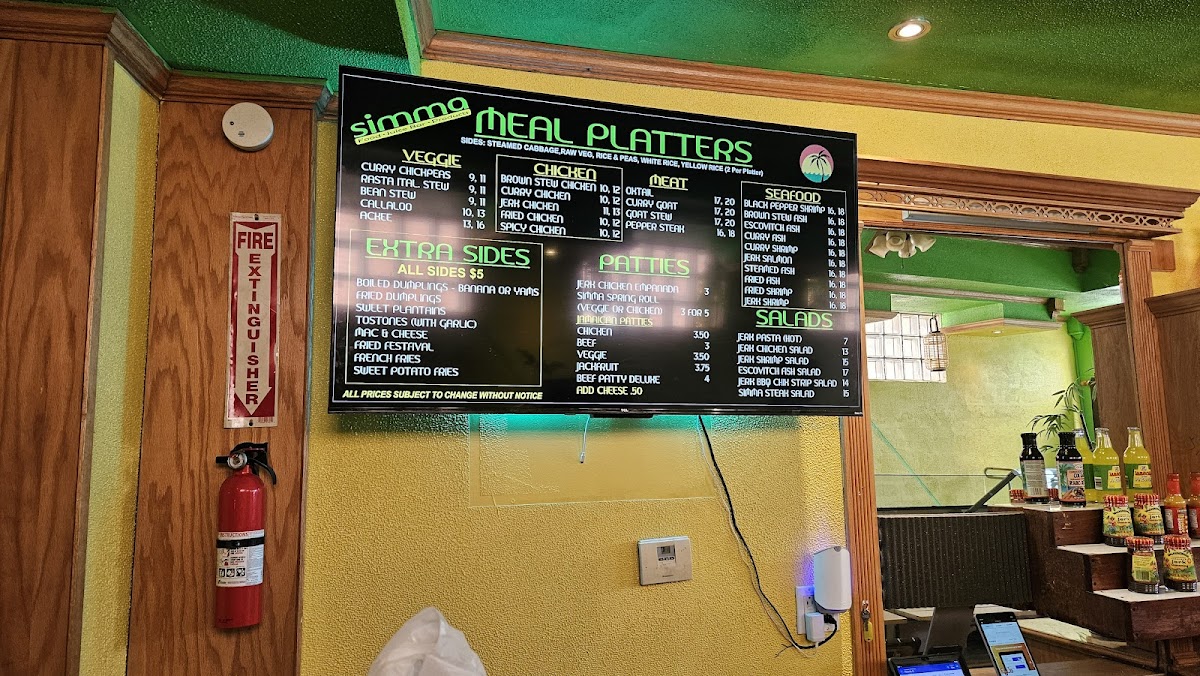 simma
Food • Juice Bar • Products
MEAL PLATTERS
SIDES: STEAMED CABBAGE,RAW VEG, RICE & PEAS, WHITE RICE, YELLOW RICE (2 Per Platter)
VEGGIE
CURRY CHICKPEAS 9, 11
RASTA ITAL. STEW 9, 11
BEAN STEW 9, 11
CALLALOO 10, 13
ACKEE 13, 16
CHICKEN
BROWN STEW CHICKEN 10, 12
CURRY CHICKEN 10, 12
JERK CHICKEN 11, 13
FRIED CHICKEN 10, 12
SPICY CHICKEN 10, 12
MEAT
OXTAIL 17, 20
CURRY GOAT 17, 20
GOAT STEW 17, 20
PEPPER STEAK 16, 18
SEAFOOD
BLACK PEPPER SHRIMP 16, 18
BROWN STEW FISH 16, 18
ESCOVITCH FISH 16, 18
CURRY FISH 16, 18
CURRY SHRIMP 16, 18
JERK SALMON 16, 18
STEAMED FISH 16, 18
FRIED FISH 16, 18
FRIED SHRIMP 16, 18
JERK SHRIMP 16, 18
EXTRA SIDES
ALL SIDES $5
BOILED DUMPLINGS - BANANA OR YAMS
FRIED DUMPLINGS
SWEET PLANTAINS
TOSTONES (WITH GARLIC)
MAC & CHEESE
FRIED FESTAVAL
FRENCH FRIES
SWEET POTATO FRIES
PATTIES
JERK CHICKEN EMPANADA 3
SIMMA SPRING ROLL
(VEGGIE OR CHICKEN) 3 FOR 5
JAMAICAN PATTIES
CHICKEN 3.50
BEEF 3
VEGGIE 3.50
JACKFRUIT 3.75
BEEF PATTY DELUXE 4
ADD CHEESE .50
SALADS
JERK PASTA (HOT) 7
JERK CHICKEN SALAD 13
JERK SHRIMP SALAD 15
ESCOVITCH FISH SALAD 17
JERK BBQ CHK STRIP SALAD 14
SIMMA STEAK SALAD 15
ALL PRICES SUBJECT TO CHANGE WITHOUT NOTICE
TCL
FIRE
EXTINGUISHER
INSTRUCTIONS